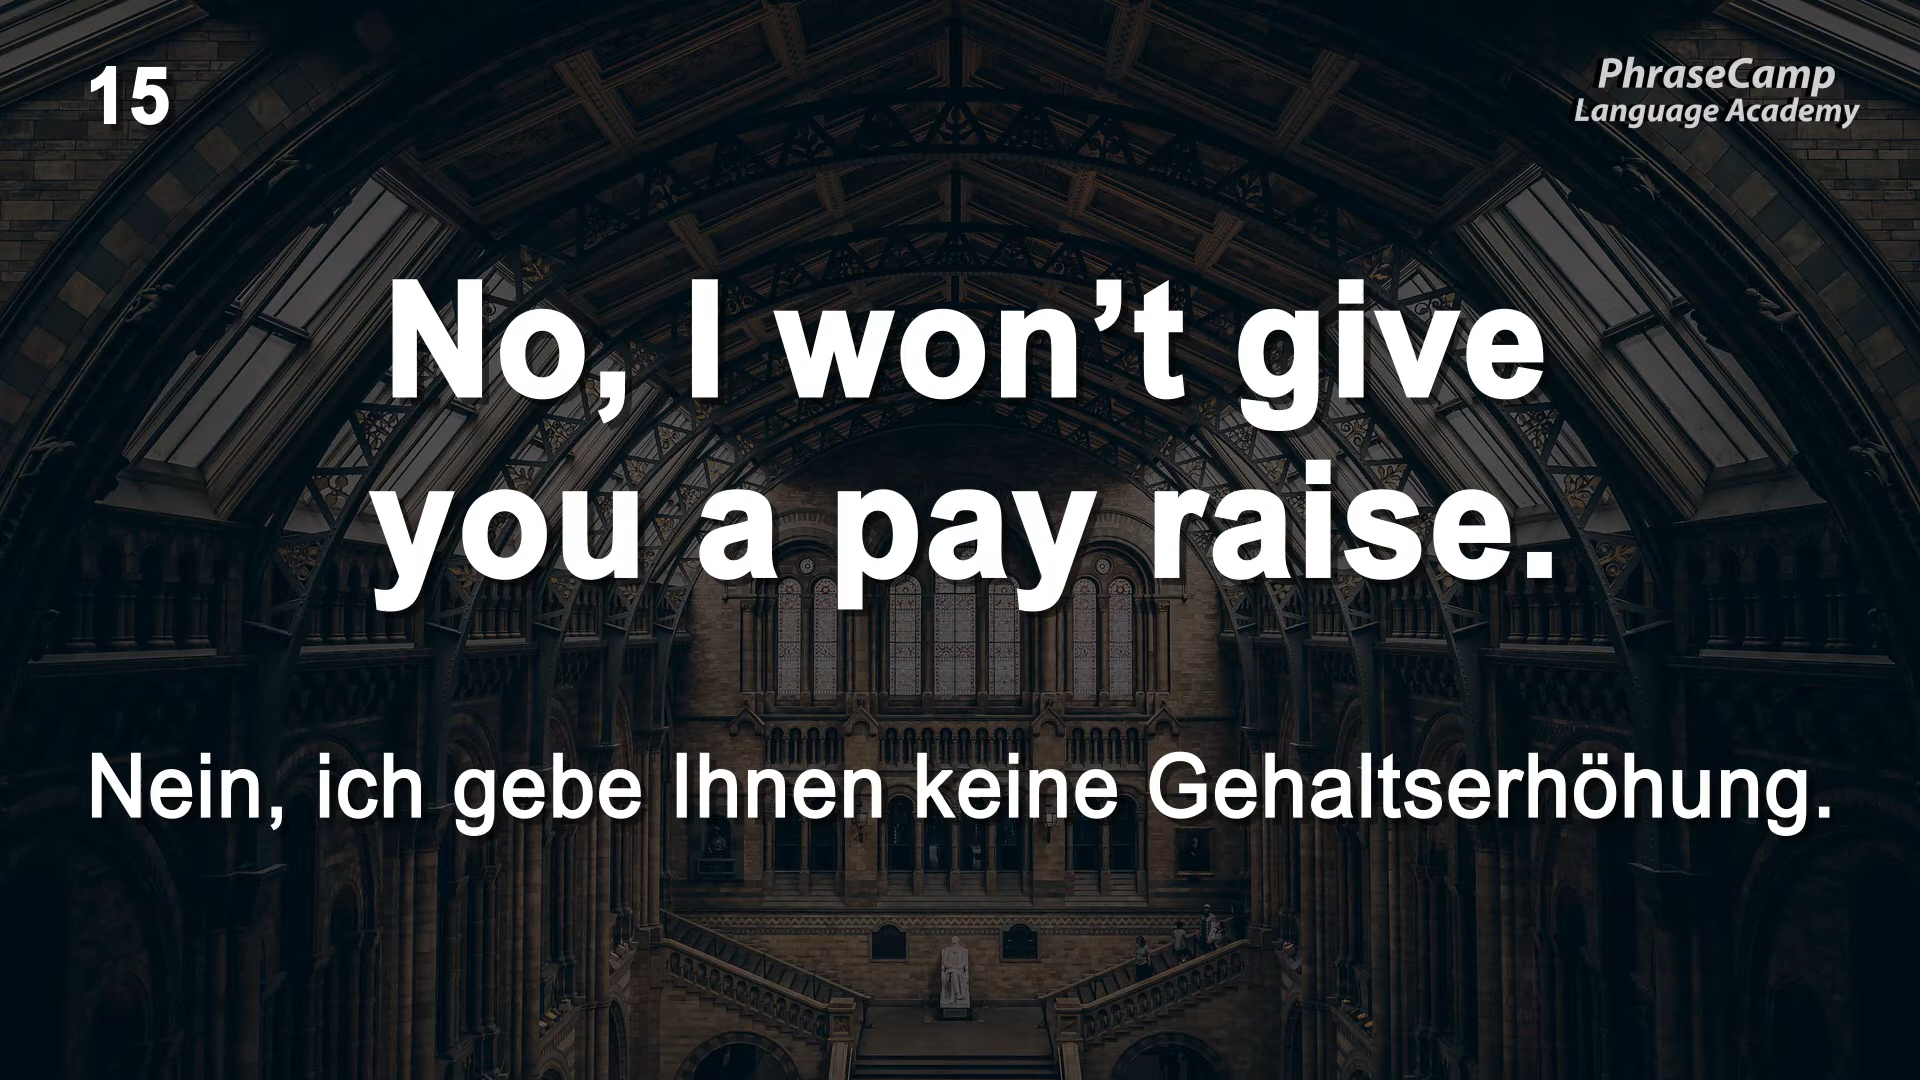 15
PhraseCamp
Language Academy
No, I won’t give
you a pay raise.
Nein, ich gebe Ihnen keine Gehaltserhöhung.